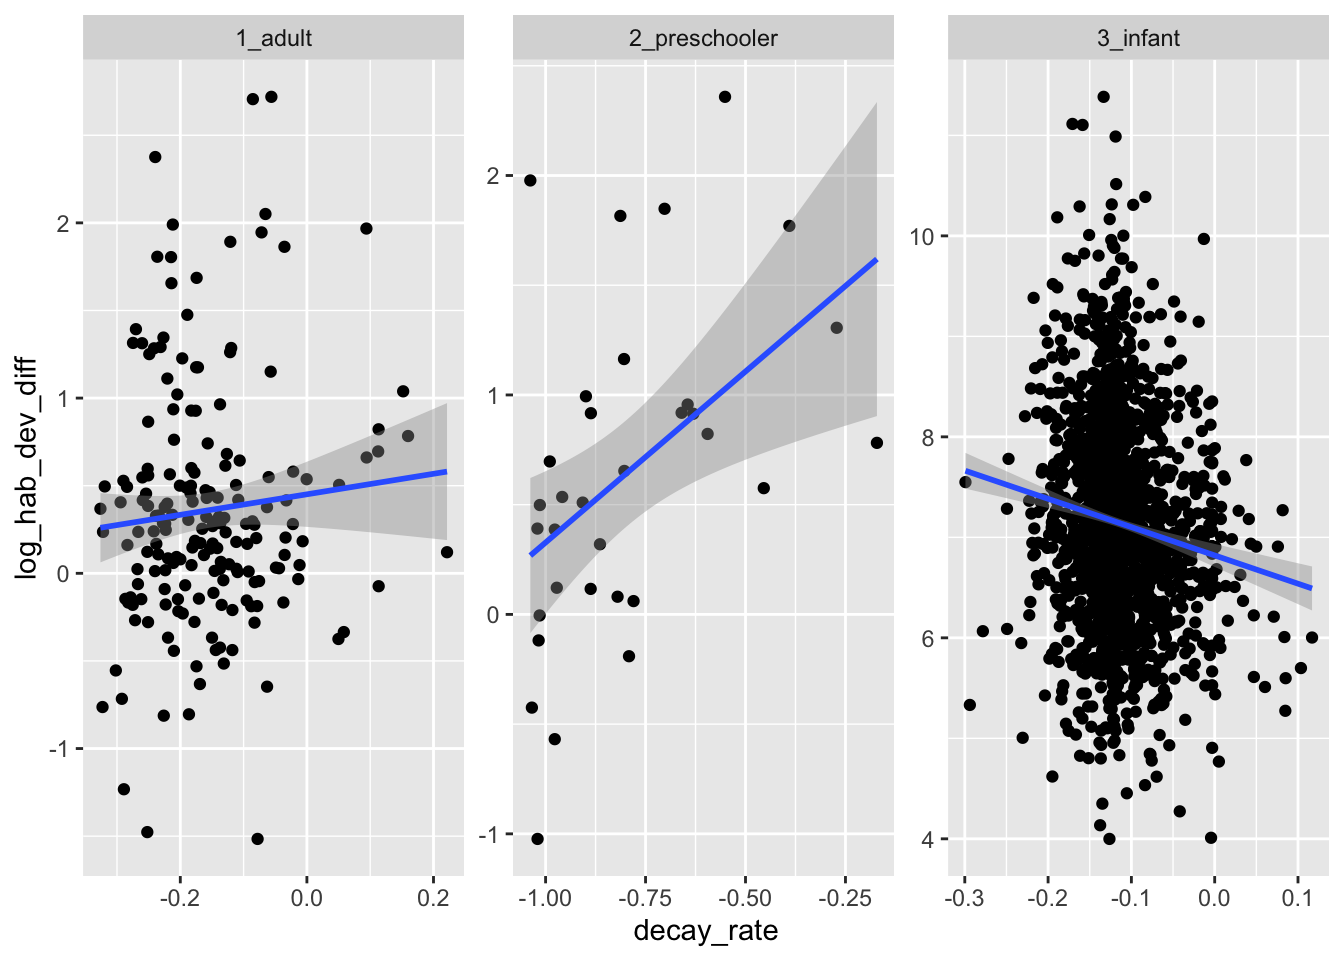 1_adult 2_preschooler 3_infant
log_hab_dev_diff
2
1
0
-1
-0.2 0.0 0.2
2
1
0
-1
-1.00 -0.75 -0.50 -0.25
10
8
6
4
-0.3 -0.2 -0.1 0.0 0.1
decay_rate